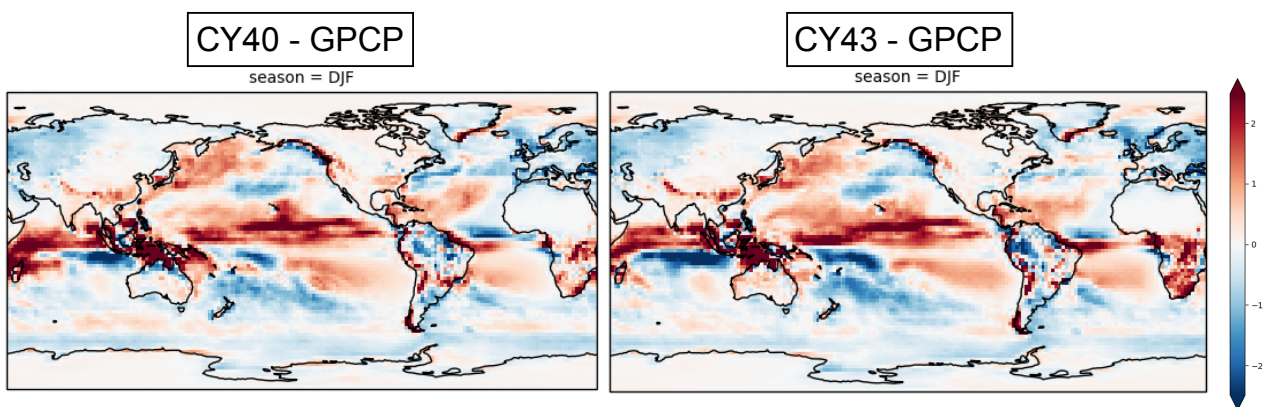 CY40 - GPCP
season = DJF
CY43 - GPCP
season = DJF
2
1
0
−1
−2